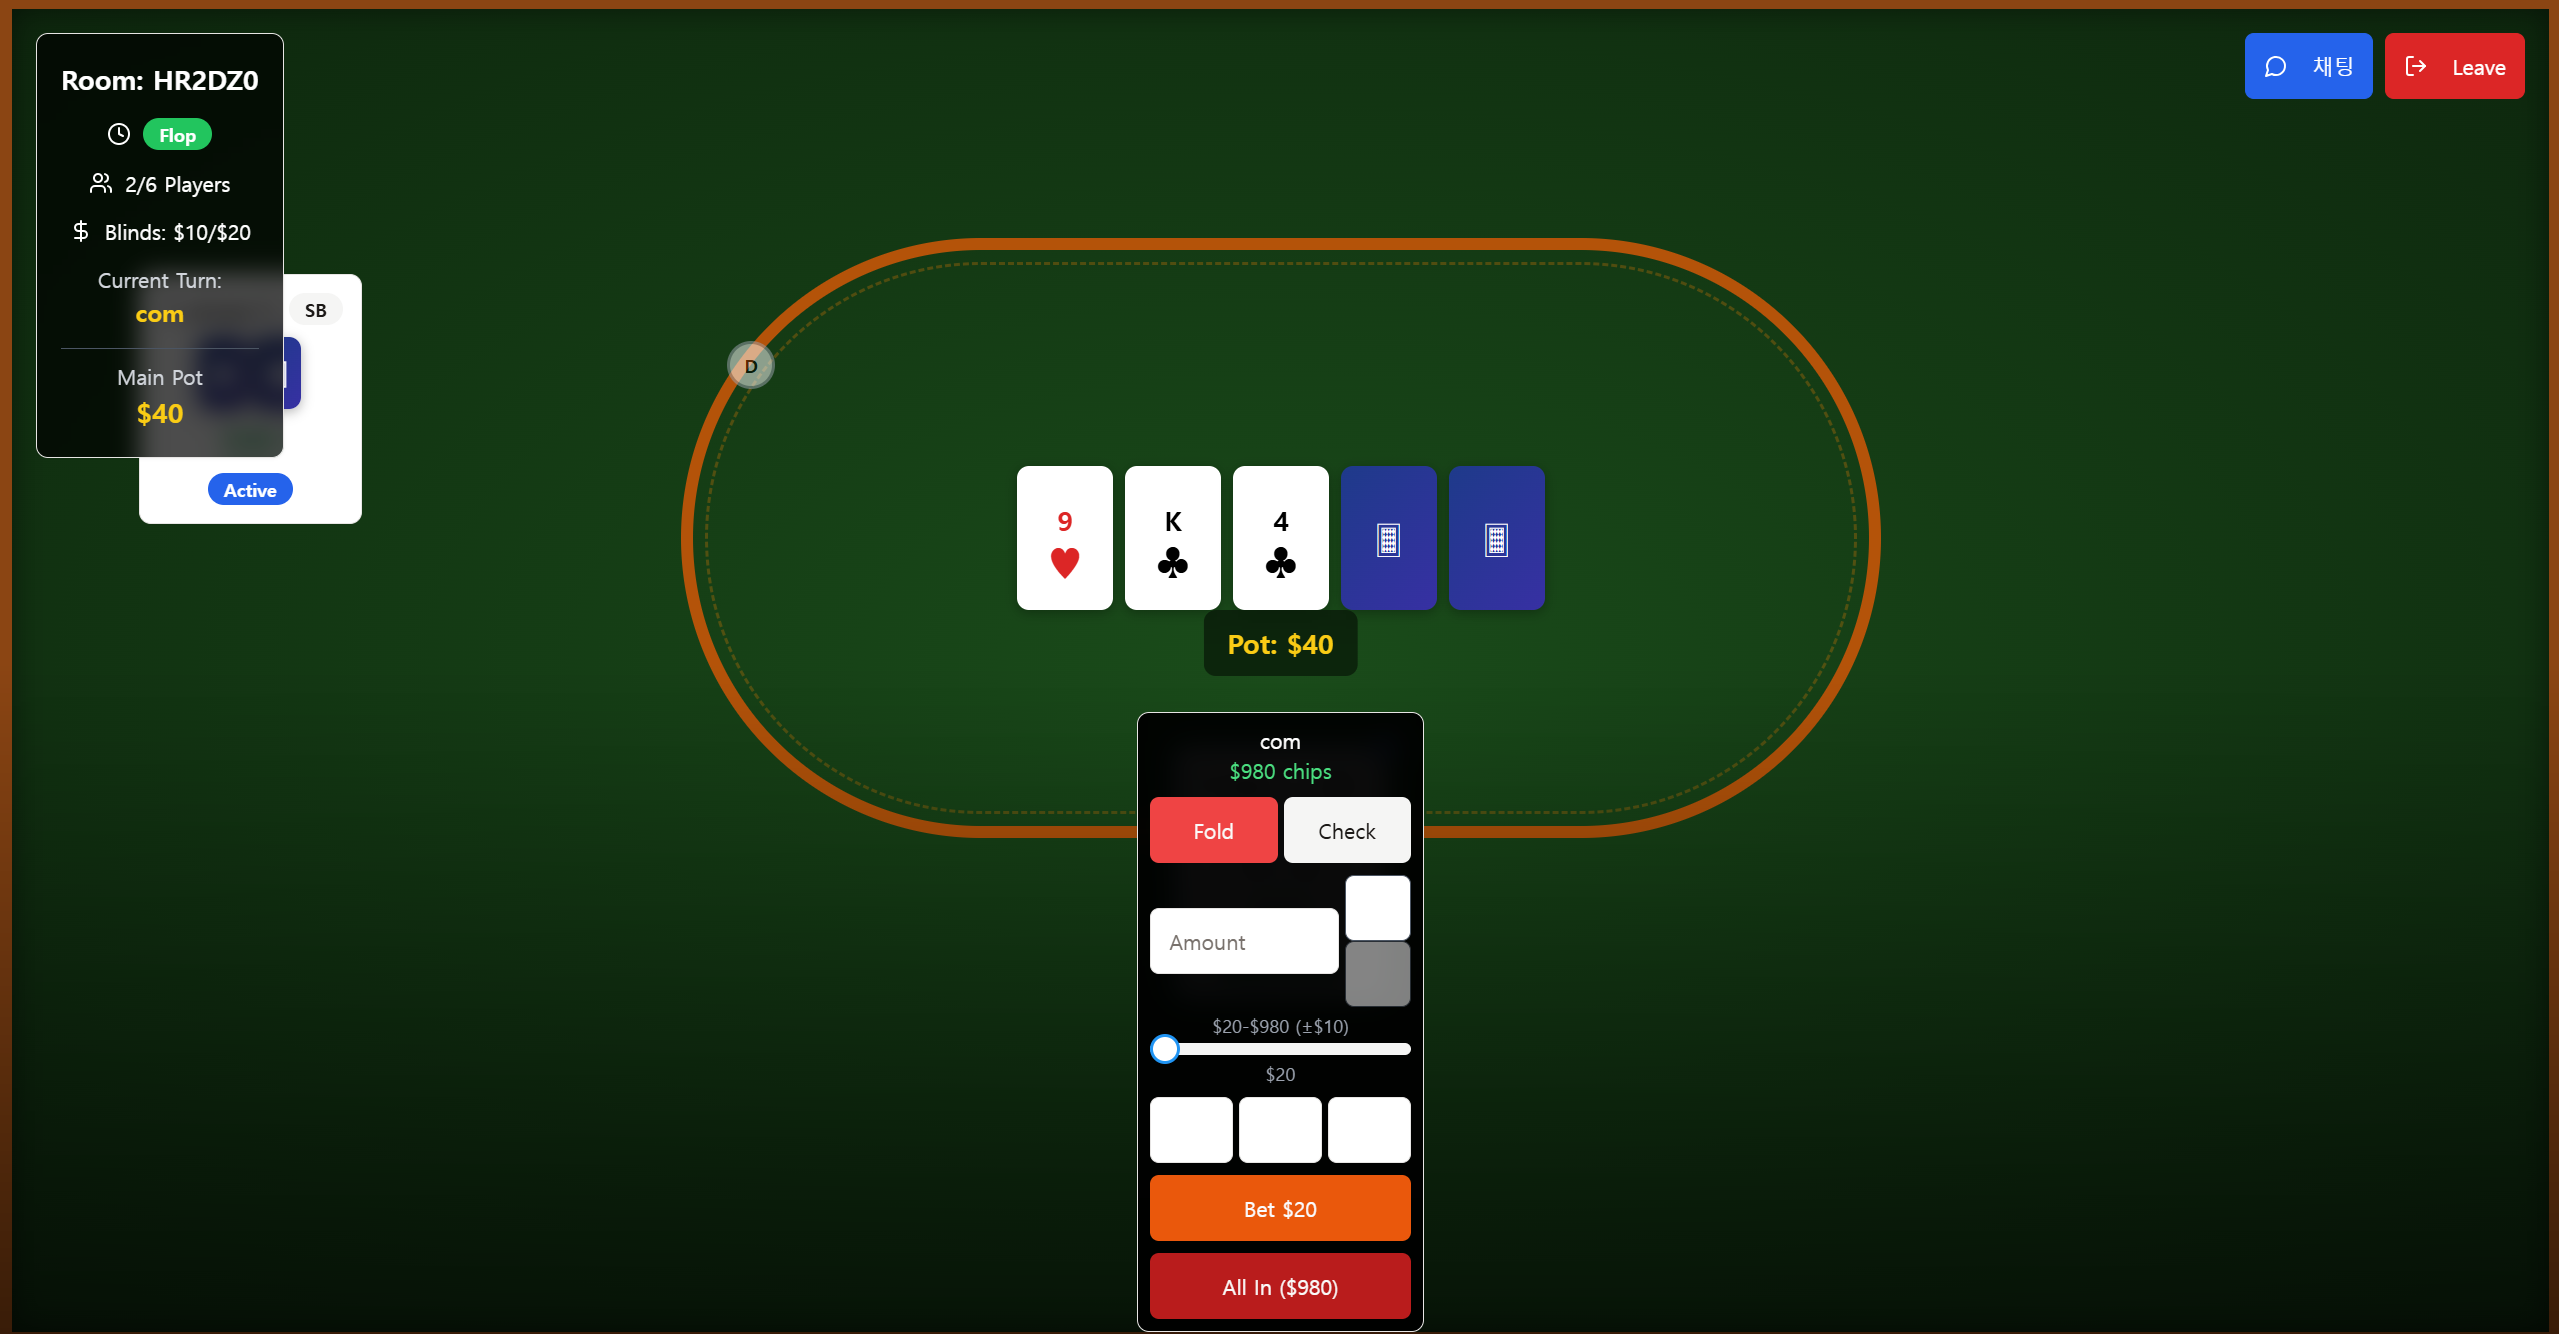 Room: HR2DZ0
Flop
2/6 Players
Blinds: $10/$20
Current Turn:
com
Main Pot
$40
SB
Active
채팅
Leave
D
9
K
4
Pot: $40
com
$980 chips
Fold
Check
Amount
$20-$980 (±$10)
$20
Bet $20
All In ($980)